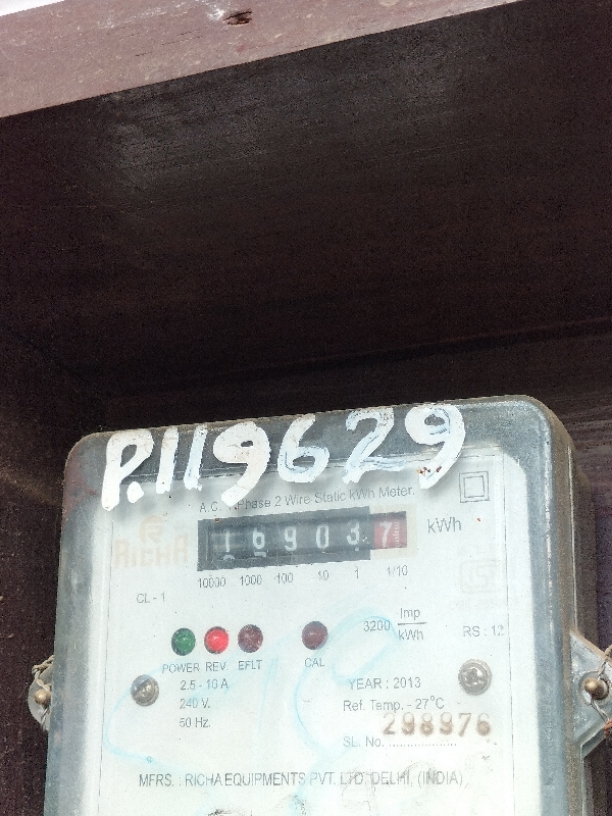 P.119629
A.C. 1 Phase 2 Wire Static kWh Meter.
RICHA
16903 7 kWh
10000 1000 100 10 1 1/10
CL - 1
3200 Imp/kWh
RS : 12
POWER REV. EFLT CAL
2.5 - 10 A
240 V.
50 Hz.
YEAR : 2013
Ref. Temp. - 27°C
SL. No. 298976
MFRS. : RICHA EQUIPMENTS PVT. LTD. DELHI, (INDIA)